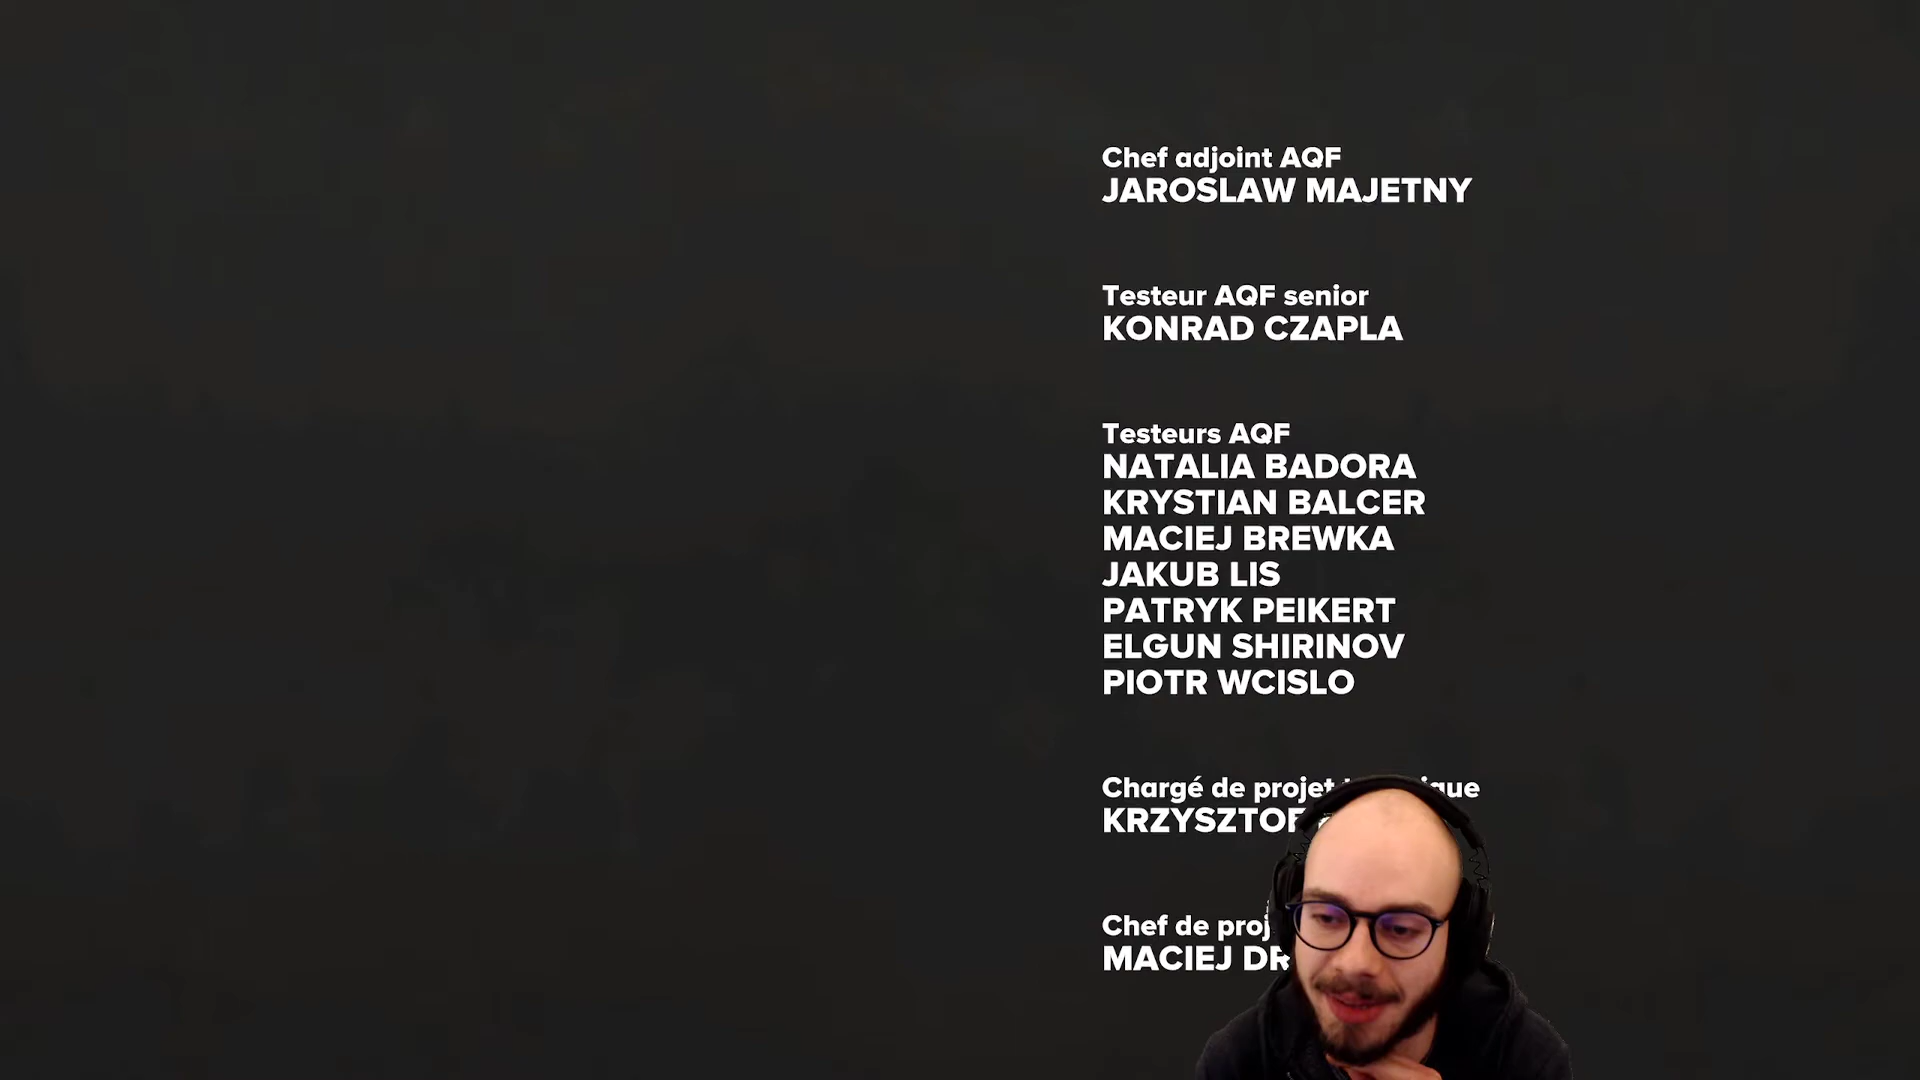 Chef adjoint AQF
JAROSLAW MAJETNY
Testeur AQF senior
KONRAD CZAPLA
Testeurs AQF
NATALIA BADORA
KRYSTIAN BALCER
MACIEJ BREWKA
JAKUB LIS
PATRYK PEIKERT
ELGUN SHIRINOV
PIOTR WCISLO
Chargé de projet
Chef de
MACIEJ